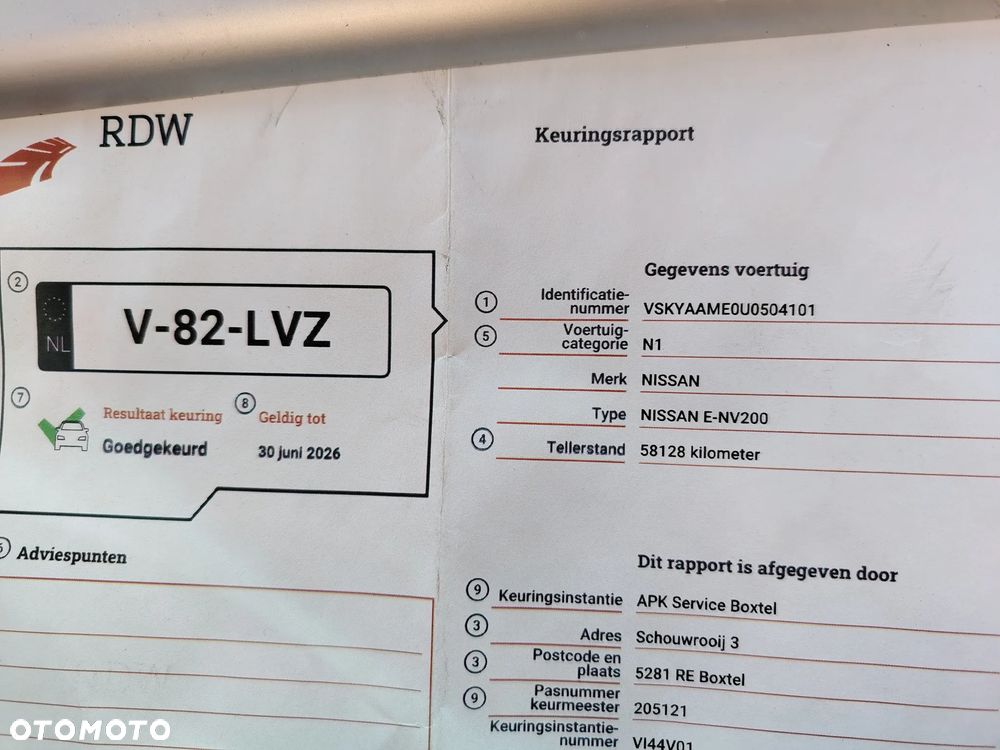 RDW
Keuringsrapport
2
NL
V-82-LVZ
7
Resultaat keuring
Goedgekeurd
8
Geldig tot
30 juni 2026
Adviespunten
Gegevens voertuig
1 Identificatie-
nummer VSKYAAME0U0504101
5 Voertuig-
categorie N1
Merk NISSAN
Type NISSAN E-NV200
4 Tellerstand 58128 kilometer
Dit rapport is afgegeven door
9 Keuringsinstantie APK Service Boxtel
3 Adres Schouwrooij 3
3 Postcode en
plaats 5281 RE Boxtel
9 Pasnummer
keurmeester 205121
Keuringsinstantie-
nummer VI44V01
OTOMOTO